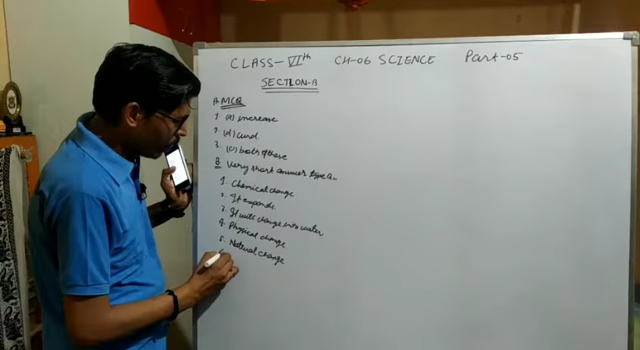 CLASS-VIth CH-06 SCIENCE Part-05
SECTION-B
A. MCQ
1. (a) increase
2. (d) curd.
3. (c) both of these
B. Very short answer type Q.
1. Chemical change
2. It expands.
3. It will change into water
4. Physical change
5. Natural change
6